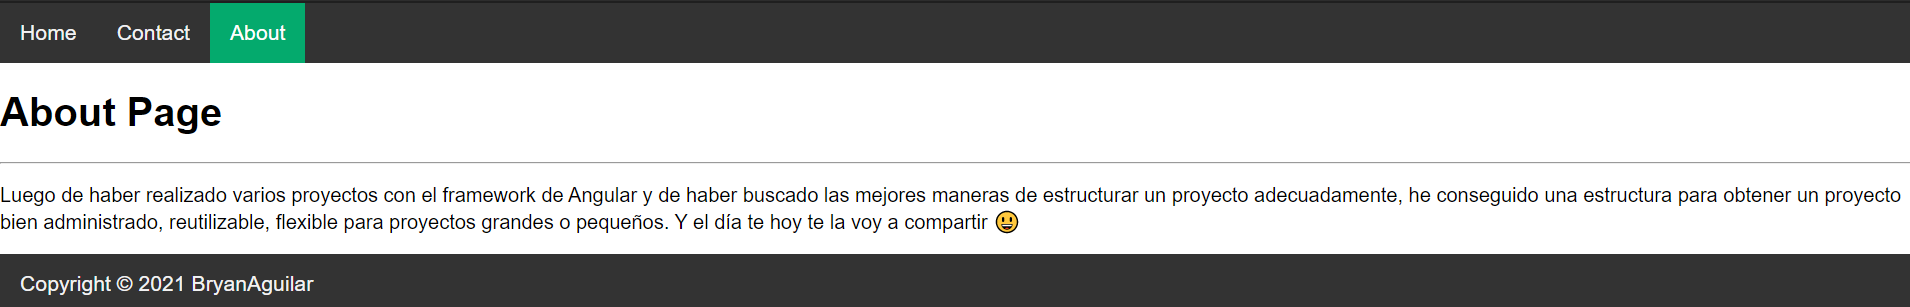 Home Contact About
About Page
Luego de haber realizado varios proyectos con el framework de Angular y de haber buscado las mejores maneras de estructurar un proyecto adecuadamente, he conseguido una estructura para obtener un proyecto
bien administrado, reutilizable, flexible para proyectos grandes o pequeños. Y el día te hoy te la voy a compartir 😃
Copyright © 2021 BryanAguilar